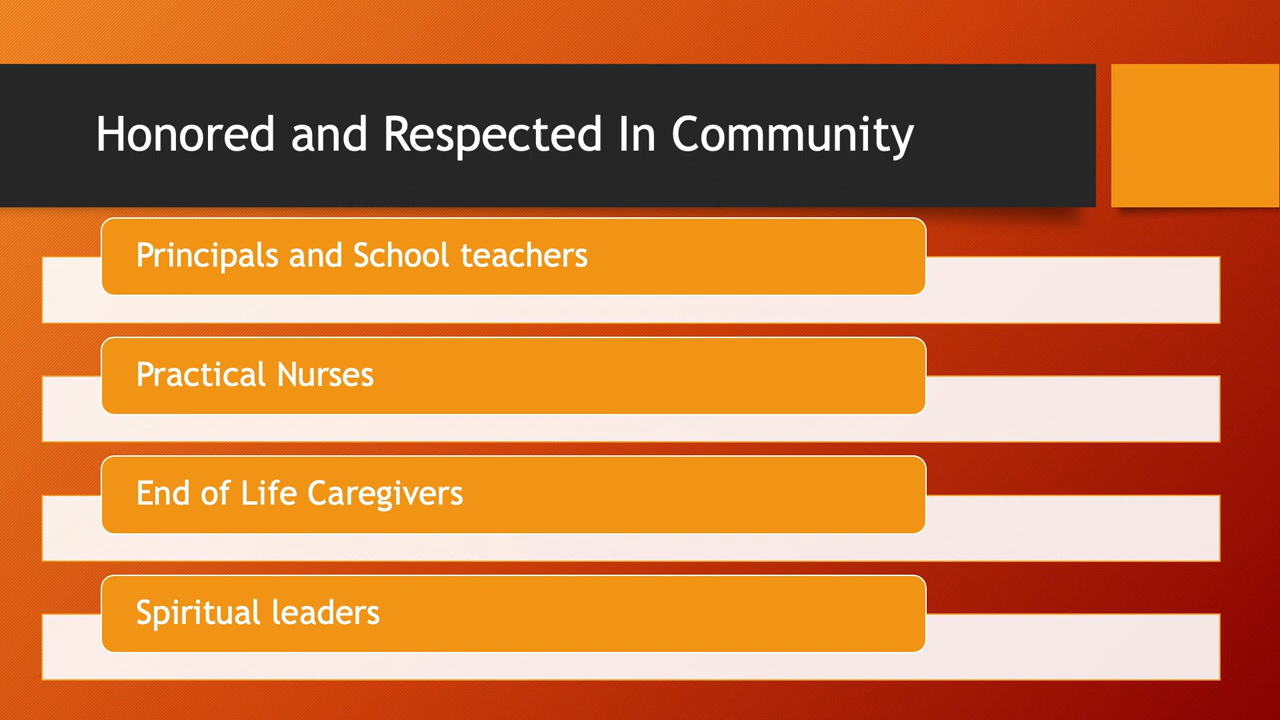 Honored and Respected In Community
Principals and School teachers
Practical Nurses
End of Life Caregivers
Spiritual leaders